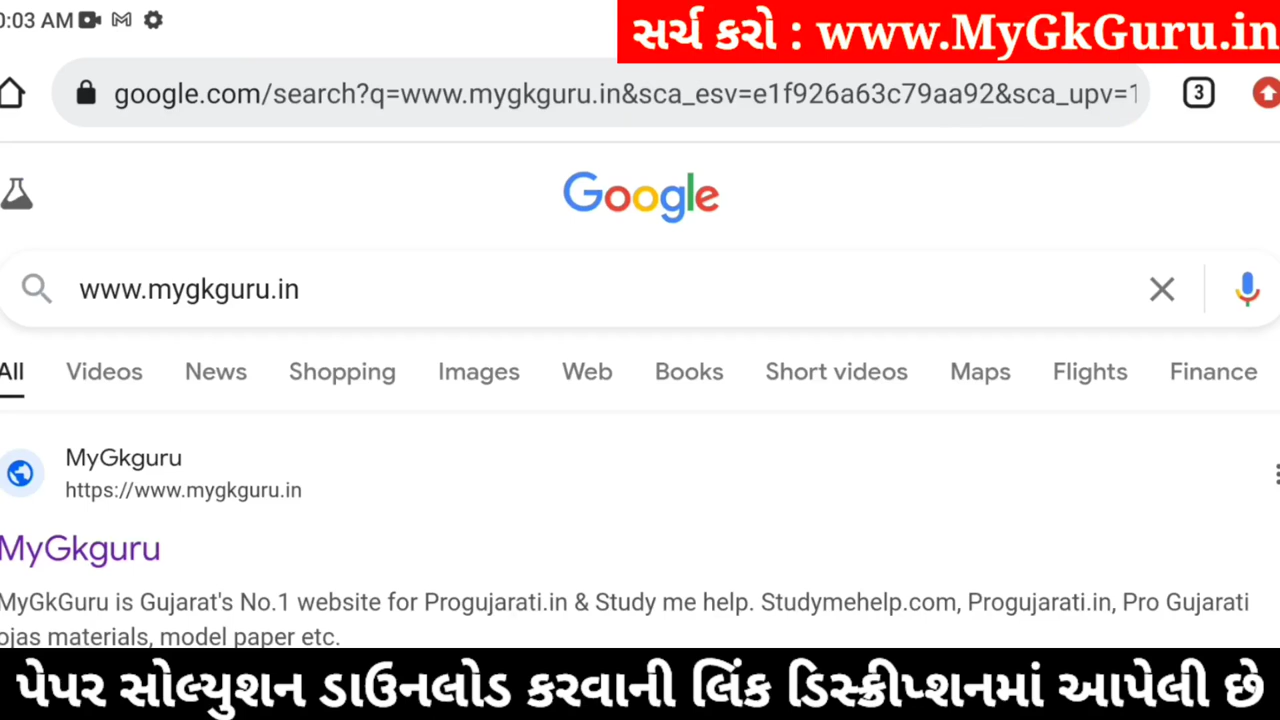 0:03 AM
સર્ચ કરો : www.MyGkGuru.in
google.com/search?q=www.mygkguru.in&sca_esv=e1f926a63c79aa92&sca_upv=1
3
Google
www.mygkguru.in
All Videos News Shopping Images Web Books Short videos Maps Flights Finance
MyGkguru
https://www.mygkguru.in
MyGkguru
MyGkGuru is Gujarat's No.1 website for Progujarati.in & Study me help. Studymehelp.com, Progujarati.in, Pro Gujarati
ojas materials, model paper etc.
પેપર સોલ્યુશન ડાઉનલોડ કરવાની લિંક ડિસ્ક્રીપ્શનમાં આપેલી છે